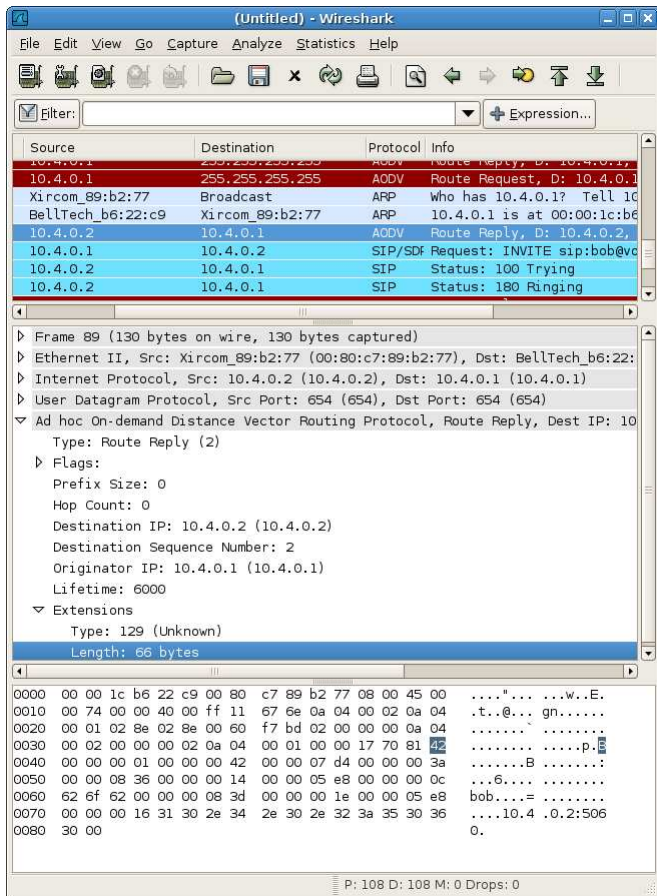 (Untitled) - Wireshark
File Edit View Go Capture Analyze Statistics Help
Filter: Expression...
Source Destination Protocol Info
10.4.0.1 255.255.255.255 AODV Route Reply, D: 10.4.0.1,
10.4.0.1 255.255.255.255 AODV Route Request, D: 10.4.0.1
Xircom_89:b2:77 Broadcast ARP Who has 10.4.0.1? Tell 10
BellTech_b6:22:c9 Xircom_89:b2:77 ARP 10.4.0.1 is at 00:00:1c:b6
10.4.0.2 10.4.0.1 AODV Route Reply, D: 10.4.0.2,
10.4.0.1 10.4.0.2 SIP/SDF Request: INVITE sip:bob@vo
10.4.0.2 10.4.0.1 SIP Status: 100 Trying
10.4.0.2 10.4.0.1 SIP Status: 180 Ringing
Frame 89 (130 bytes on wire, 130 bytes captured)
Ethernet II, Src: Xircom_89:b2:77 (00:80:c7:89:b2:77), Dst: BellTech_b6:22:
Internet Protocol, Src: 10.4.0.2 (10.4.0.2), Dst: 10.4.0.1 (10.4.0.1)
User Datagram Protocol, Src Port: 654 (654), Dst Port: 654 (654)
Ad hoc On-demand Distance Vector Routing Protocol, Route Reply, Dest IP: 10
Type: Route Reply (2)
Flags:
Prefix Size: 0
Hop Count: 0
Destination IP: 10.4.0.2 (10.4.0.2)
Destination Sequence Number: 2
Originator IP: 10.4.0.1 (10.4.0.1)
Lifetime: 6000
Extensions
Type: 129 (Unknown)
Length: 66 bytes
0000 00 00 1c b6 22 c9 00 80 c7 89 b2 77 08 00 45 00 ...."... ...w..E.
0010 00 74 00 00 40 00 ff 11 67 6e 0a 04 00 02 0a 04 .t..@... gn......
0020 00 01 02 8e 02 8e 00 60 f7 bd 02 00 00 00 0a 04 .......` ........
0030 00 02 00 00 00 02 0a 04 00 01 00 00 17 70 81 42 ........ .....p.B
0040 00 00 00 01 00 00 00 42 00 00 07 d4 00 00 00 3a .......B .......:
0050 00 00 08 36 00 00 00 14 00 00 05 e8 00 00 00 0c ...6.... ........
0060 62 6f 62 00 00 00 08 3d 00 00 00 1e 00 00 05 e8 bob....= ........
0070 00 00 00 16 31 30 2e 34 2e 30 2e 32 3a 35 30 36 ....10.4 .0.2:506
0080 30 00 0.
P: 108 D: 108 M: 0 Drops: 0